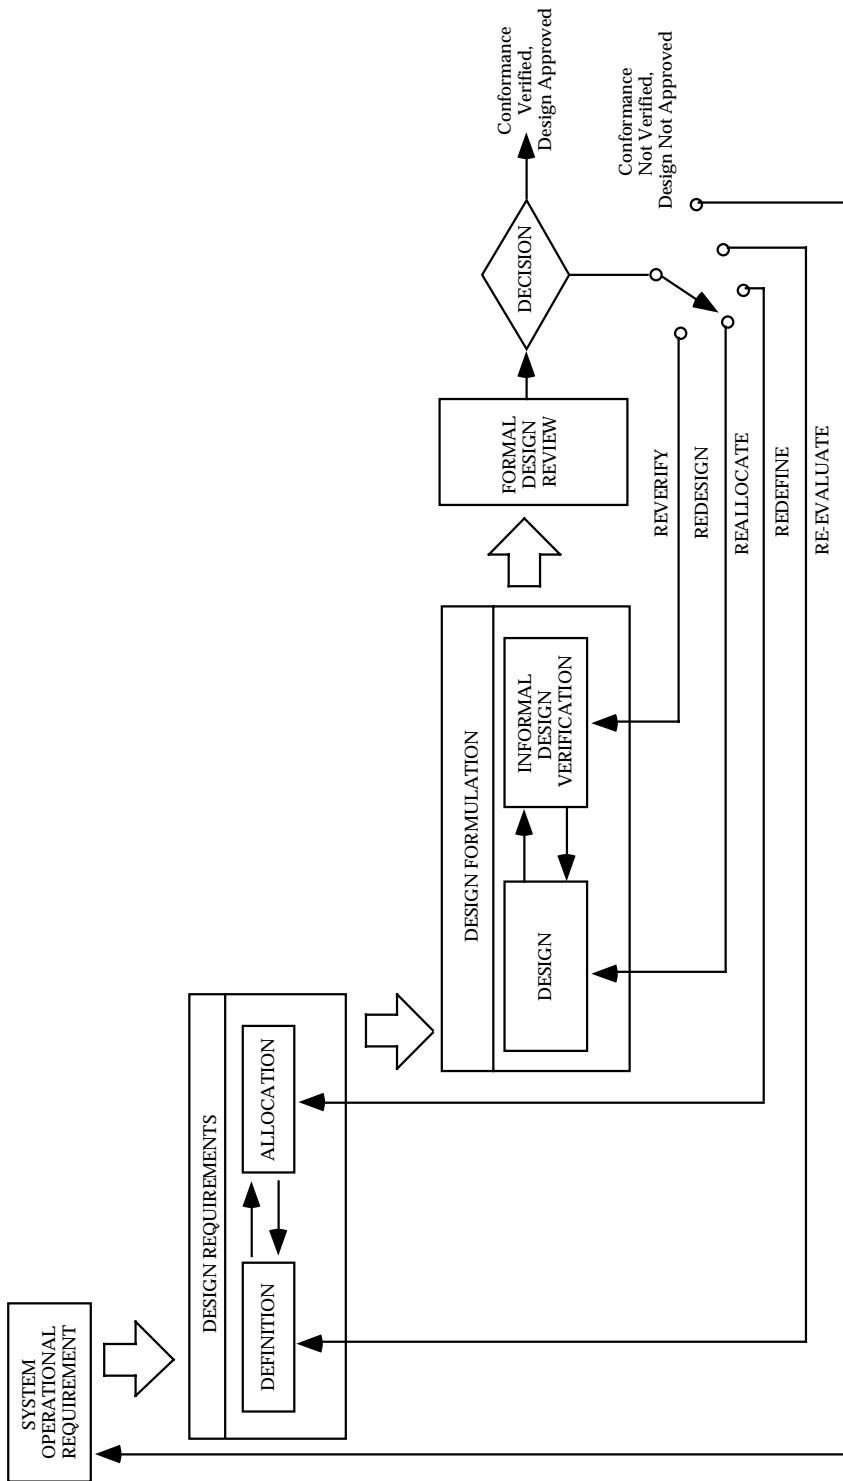 SYSTEM
OPERATIONAL
REQUIREMENT
DESIGN REQUIREMENTS
DEFINITION
ALLOCATION
DESIGN FORMULATION
DESIGN
INFORMAL
DESIGN
VERIFICATION
FORMAL
DESIGN
REVIEW
DECISION
Conformance
Verified,
Design Approved
Conformance
Not Verified,
Design Not Approved
REVERIFY
REDESIGN
REALLOCATE
REDEFINE
RE-EVALUATE